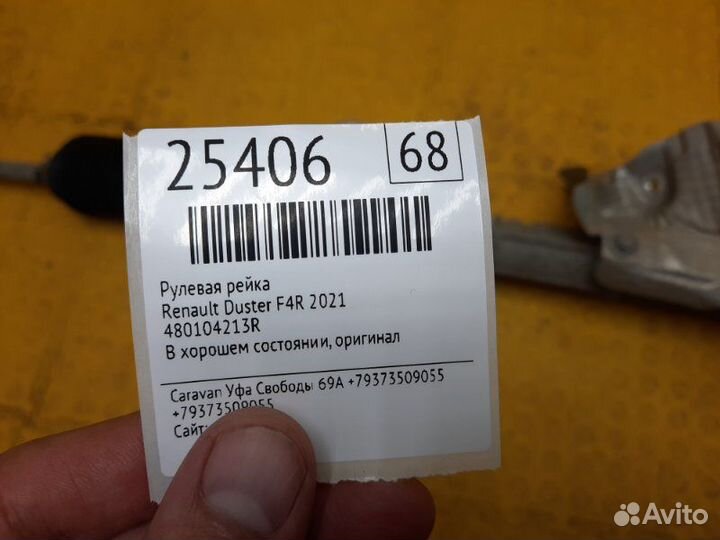 25406
68
Рулевая рейка
Renault Duster F4R 2021
480104213R
В хорошем состоянии, оригинал
Caravan Уфа Свободы 69А +79373509055
+79373509055
Сайт:
Avito